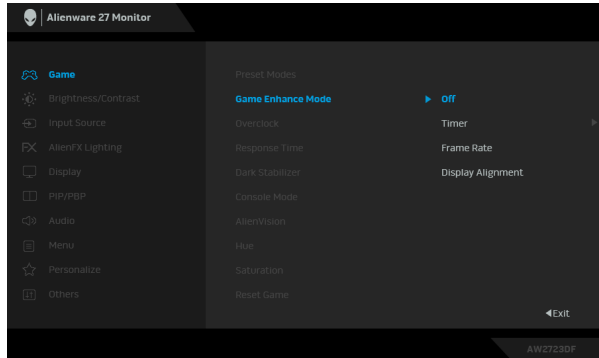 Alienware 27 Monitor
Game
Brightness/Contrast
Input Source
FX AlienFX Lighting
Display
PIP/PBP
Audio
Menu
Personalize
Others
Preset Modes
Game Enhance Mode
Overclock
Response Time
Dark Stabilizer
Console Mode
AlienVision
Hue
Saturation
Reset Game
Off
Timer
Frame Rate
Display Alignment
Exit
AW2723DF